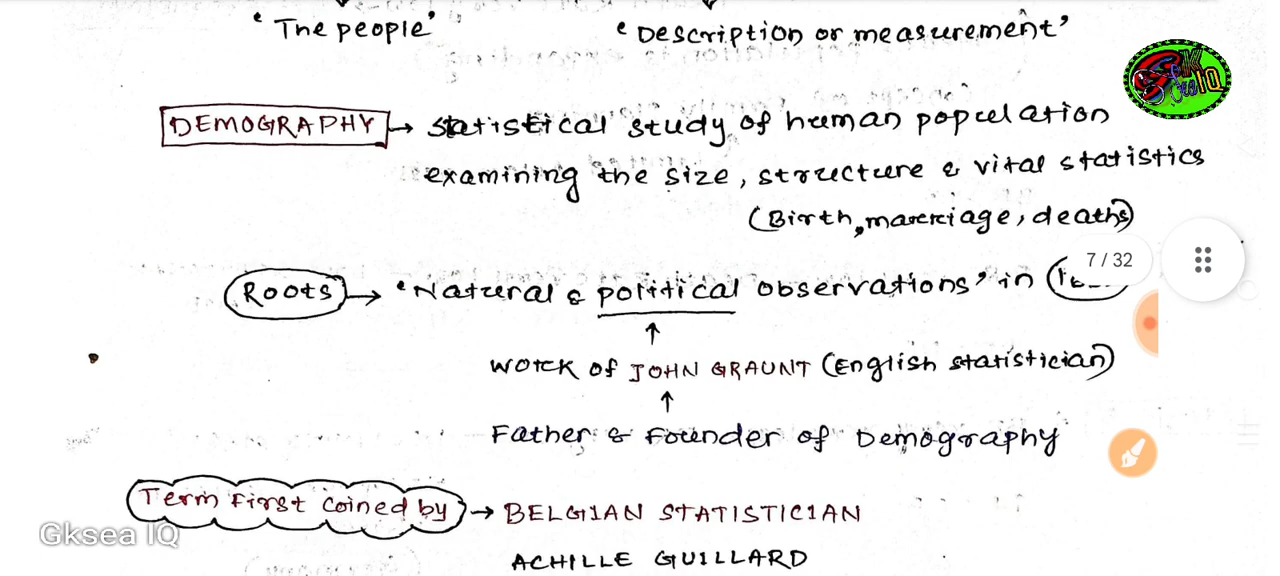 'The people' 'Description or measurement'
DEMOGRAPHY → statistical study of human population
examining the size, structure & vital statistics
(Birth, marriage, deaths)
7 / 32
Roots → 'Natural & political observations' in
↑
work of JOHN GRAUNT (English statistician)
↑
Father & Founder of Demography
Term First Coined by → BELGIAN STATISTICIAN
Gksea IQ
ACHILLE GUILLARD